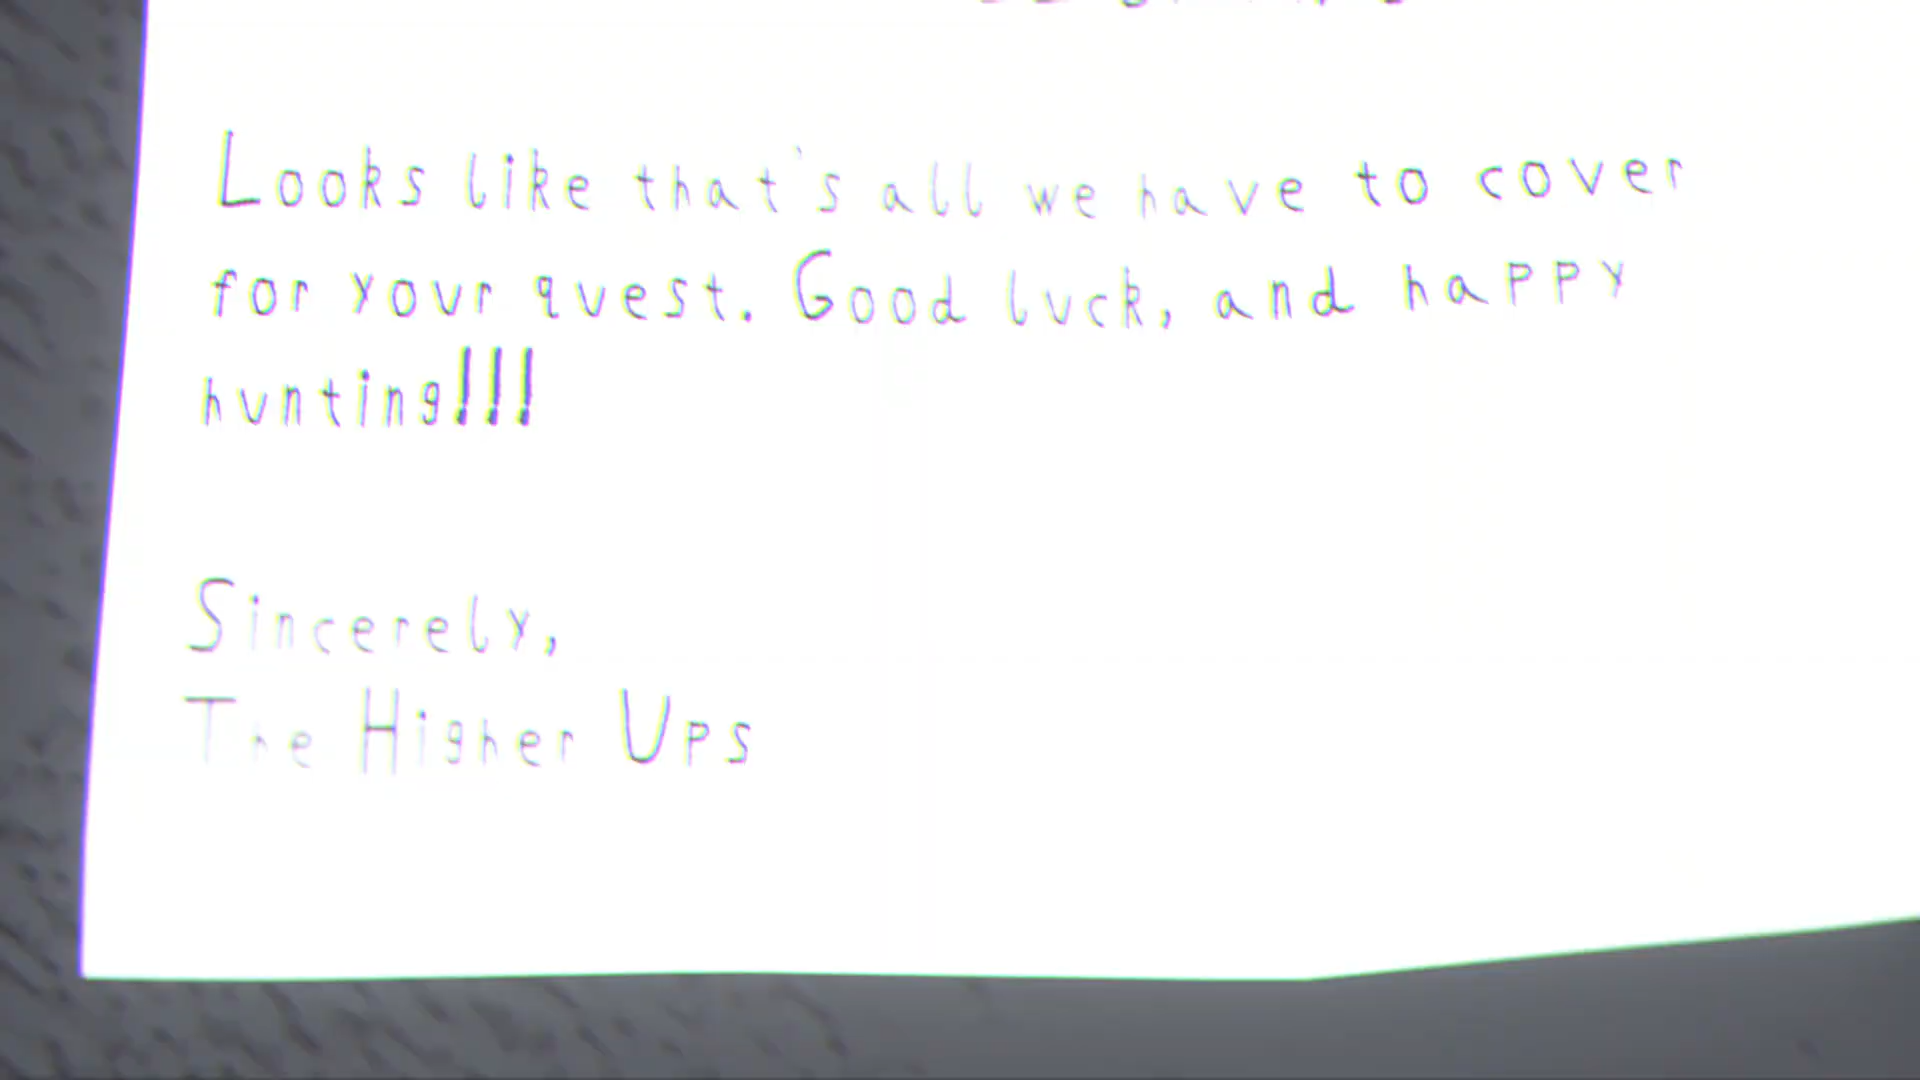 Looks like that's all we have to cover
for your quest. Good luck, and happy
hunting!!!
Sincerely,
The Higher Ups